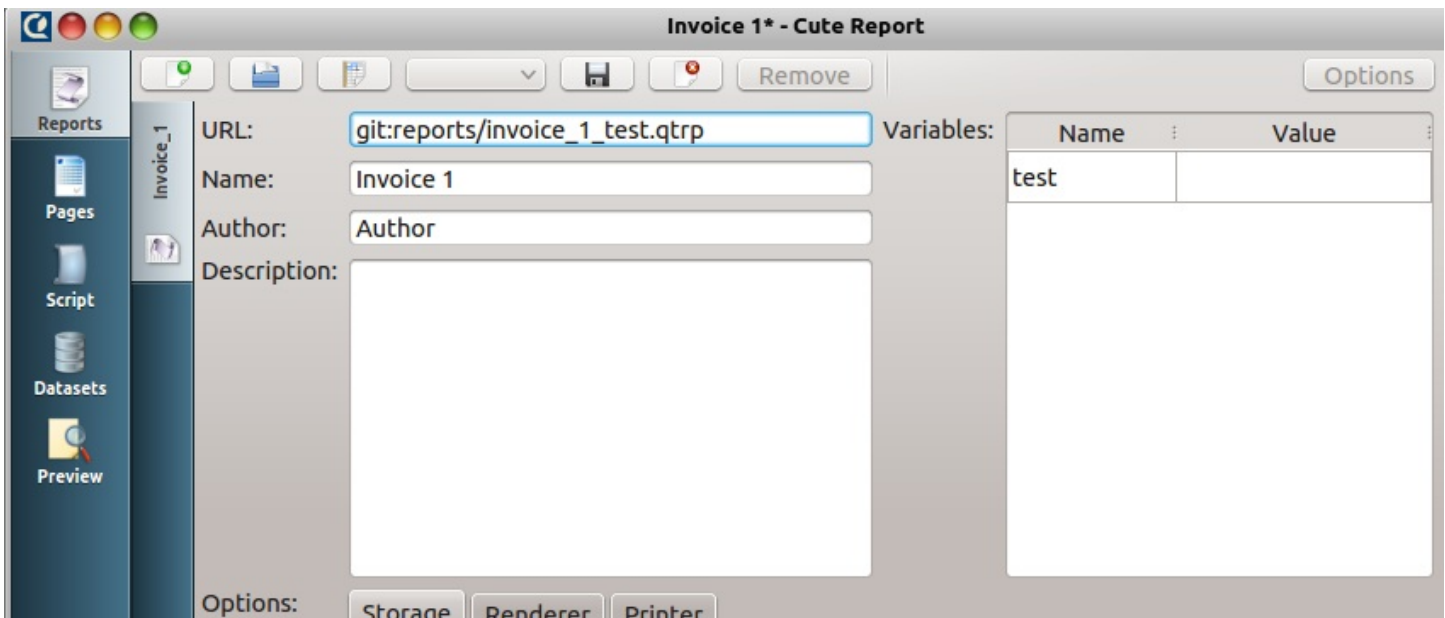 Invoice 1* - Cute Report
Remove
Options
Reports
Pages
Script
Datasets
Preview
Invoice_1
URL:
git:reports/invoice_1_test.qtrp
Name:
Invoice 1
Author:
Author
Description:
Variables:
Name
Value
test
Options:
Storage
Renderer
Printer